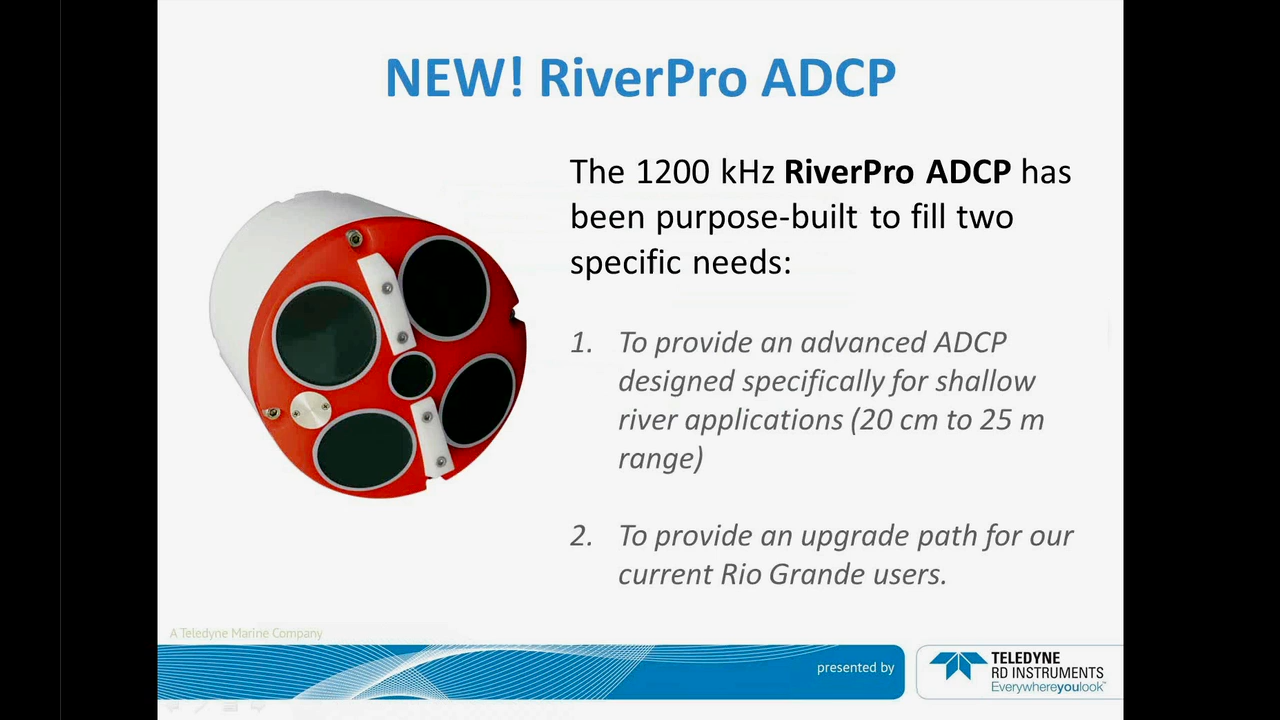 NEW! RiverPro ADCP
The 1200 kHz RiverPro ADCP has
been purpose-built to fill two
specific needs:
1. To provide an advanced ADCP
designed specifically for shallow
river applications (20 cm to 25 m
range)
2. To provide an upgrade path for our
current Rio Grande users.
A Teledyne Marine Company
presented by
TELEDYNE
RD INSTRUMENTS
Everywhereyoulook™